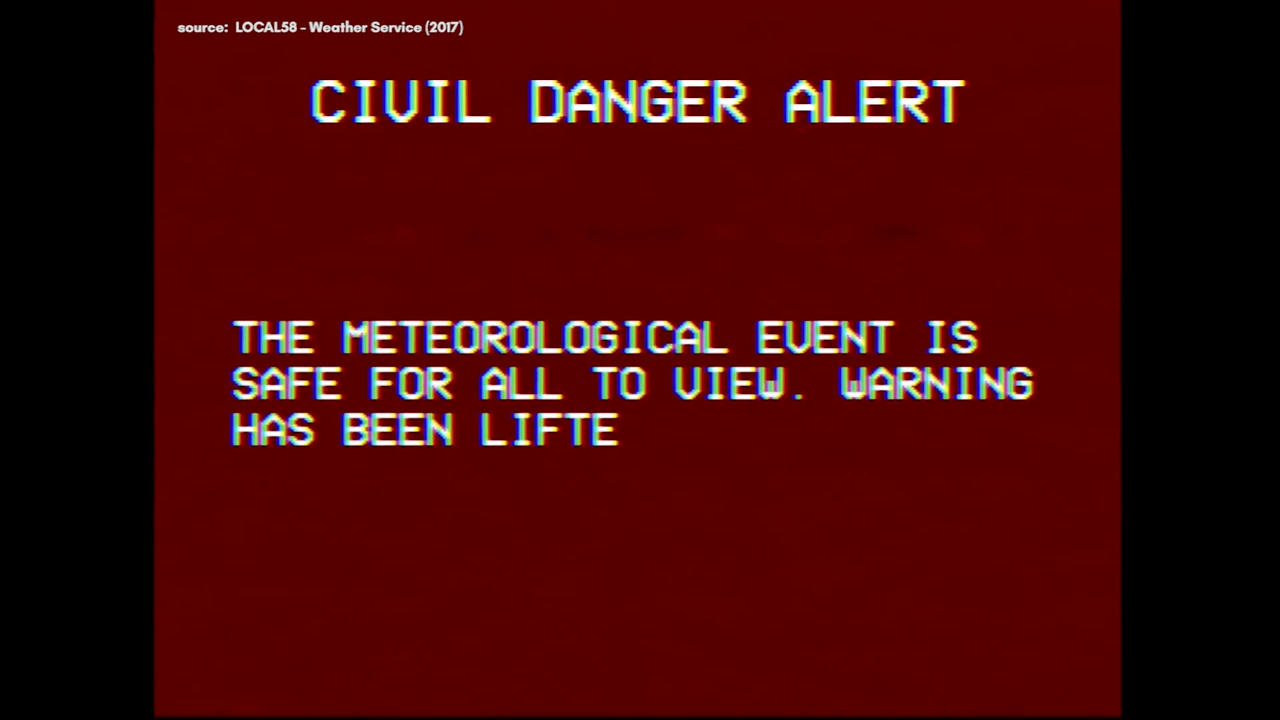 source: LOCAL58 - Weather Service (2017)
CIVIL DANGER ALERT
THE METEOROLOGICAL EVENT IS
SAFE FOR ALL TO VIEW. WARNING
HAS BEEN LIFTE